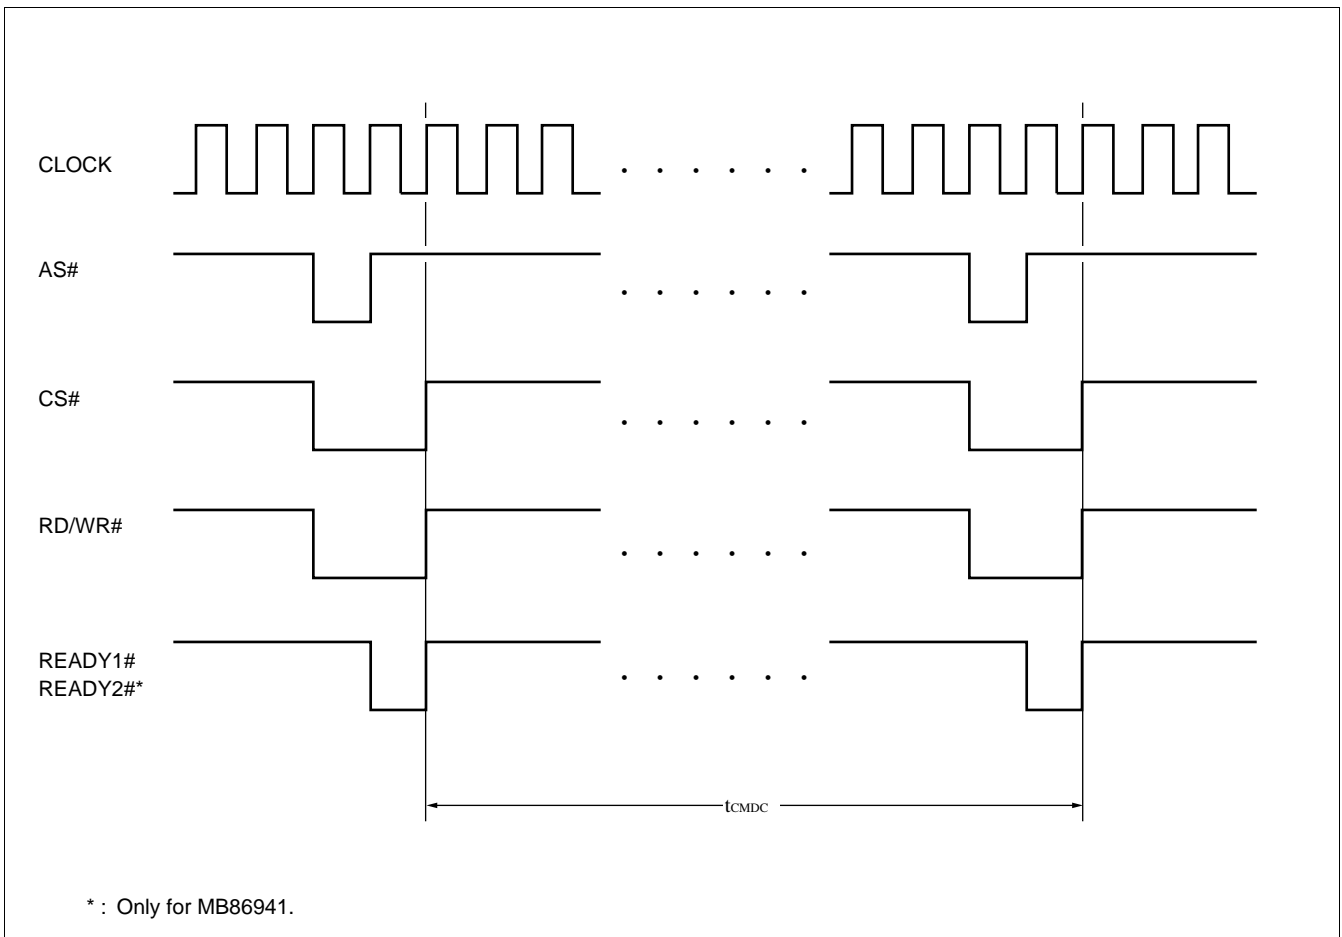 CLOCK
AS#
CS#
RD/WR#
READY1#
READY2#*
tCMDC
* : Only for MB86941.